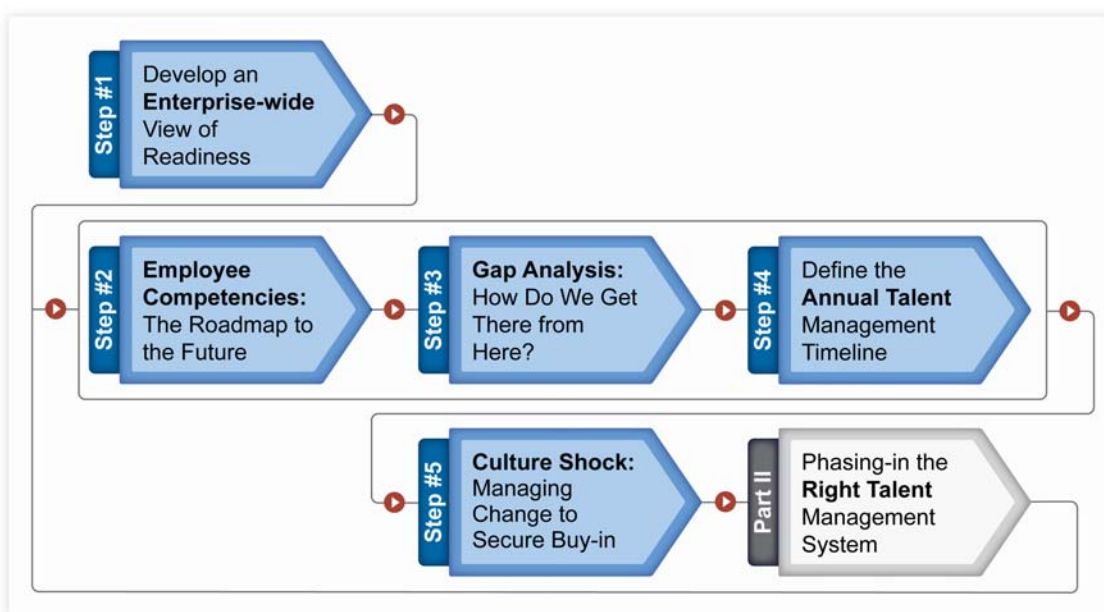 Step #1
Develop an
Enterprise-wide
View of
Readiness
Step #2
Employee
Competencies:
The Roadmap to
the Future
Step #3
Gap Analysis:
How Do We Get
There from
Here?
Step #4
Define the
Annual Talent
Management
Timeline
Step #5
Culture Shock:
Managing
Change to
Secure Buy-in
Part II
Phasing-in the
Right Talent
Management
System